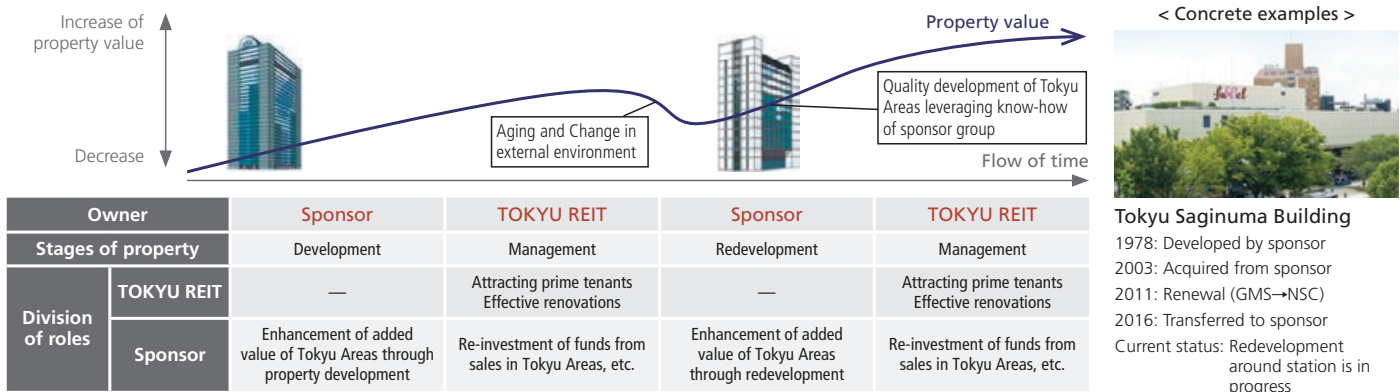 Increase of
property value
Decrease
Property value
Aging and Change in
external environment
Quality development of Tokyu
Areas leveraging know-how
of sponsor group
Flow of time
Owner
Sponsor
TOKYU REIT
Sponsor
TOKYU REIT
Stages of property
Development
Management
Redevelopment
Management
Division
of roles
TOKYU REIT
—
Attracting prime tenants
Effective renovations
—
Attracting prime tenants
Effective renovations
Sponsor
Enhancement of added
value of Tokyu Areas through
property development
Re-investment of funds from
sales in Tokyu Areas, etc.
Enhancement of added
value of Tokyu Areas
through redevelopment
Re-investment of funds from
sales in Tokyu Areas, etc.
< Concrete examples >
Tokyu Saginuma Building
1978: Developed by sponsor
2003: Acquired from sponsor
2011: Renewal (GMS→NSC)
2016: Transferred to sponsor
Current status: Redevelopment
around station is in
progress